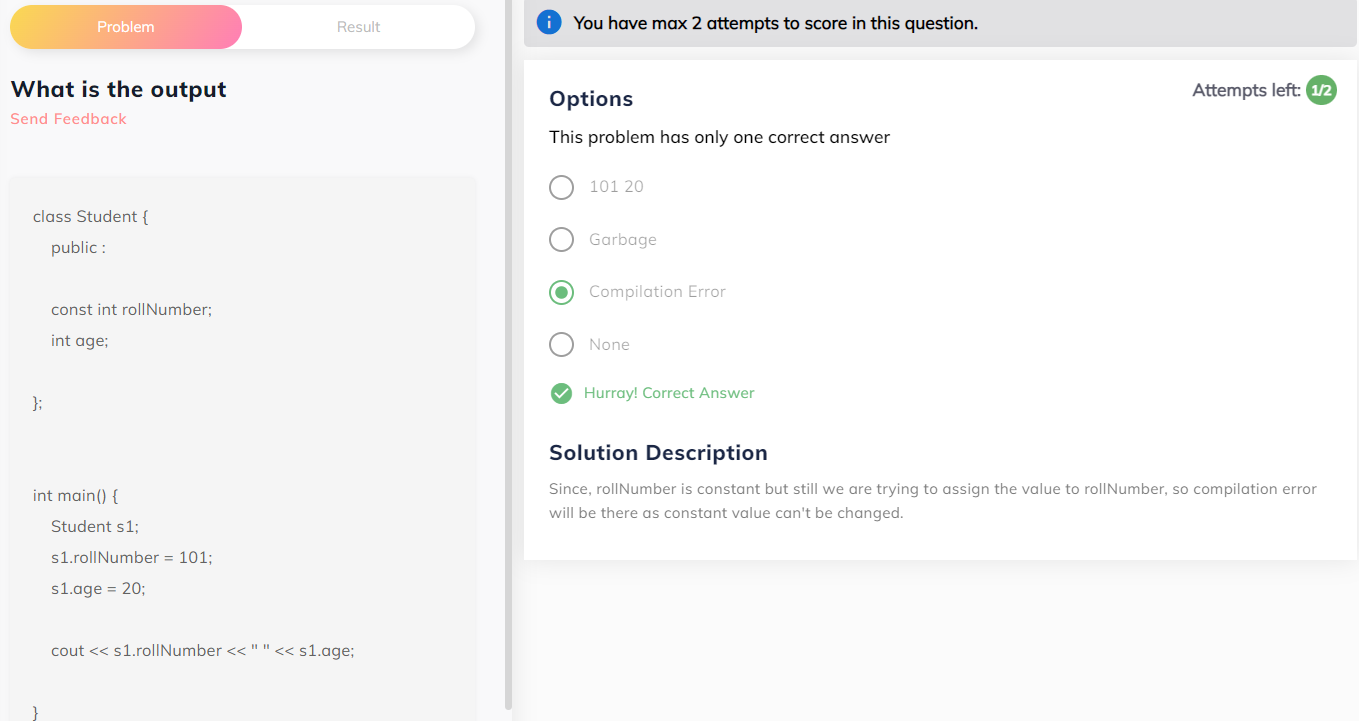 Problem
Result
What is the output
Send Feedback
class Student {
public :
const int rollNumber;
int age;
};
int main() {
Student s1;
s1.rollNumber = 101;
s1.age = 20;
cout << s1.rollNumber << " " << s1.age;
}
i You have max 2 attempts to score in this question.
Attempts left: 1/2
Options
This problem has only one correct answer
101 20
Garbage
Compilation Error
None
Hurray! Correct Answer
Solution Description
Since, rollNumber is constant but still we are trying to assign the value to rollNumber, so compilation error
will be there as constant value can't be changed.